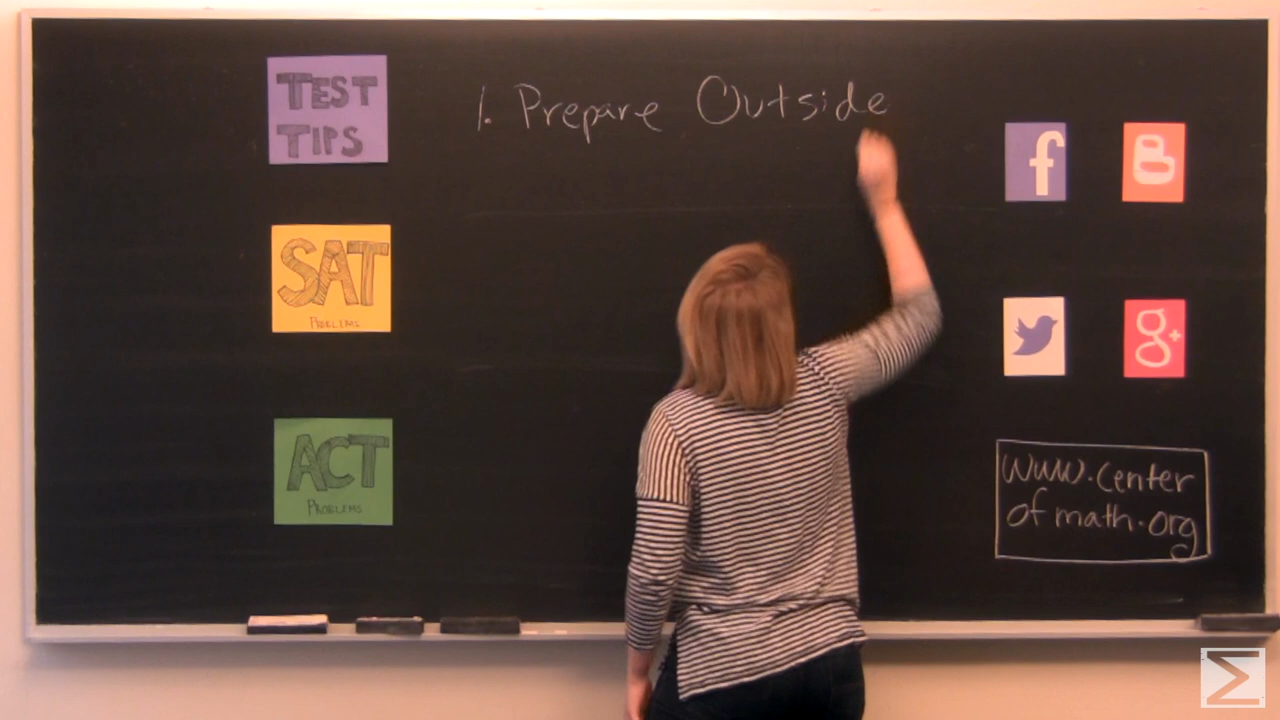 TEST
TIPS
SAT
PROBLEMS
ACT
PROBLEMS
1. Prepare Outside
f
B
g+
www.center
of math.org
Σ